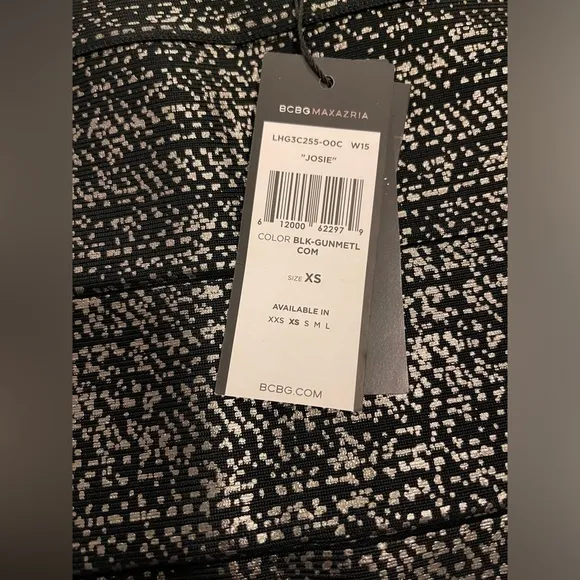 BCBGMAXAZRIA
LHG3C255-O0C W15
"JOSIE"
6 12000 62297 9
COLOR BLK-GUNMETL
COM
SIZE XS
AVAILABLE IN
XXS XS S M L
BCBG.COM